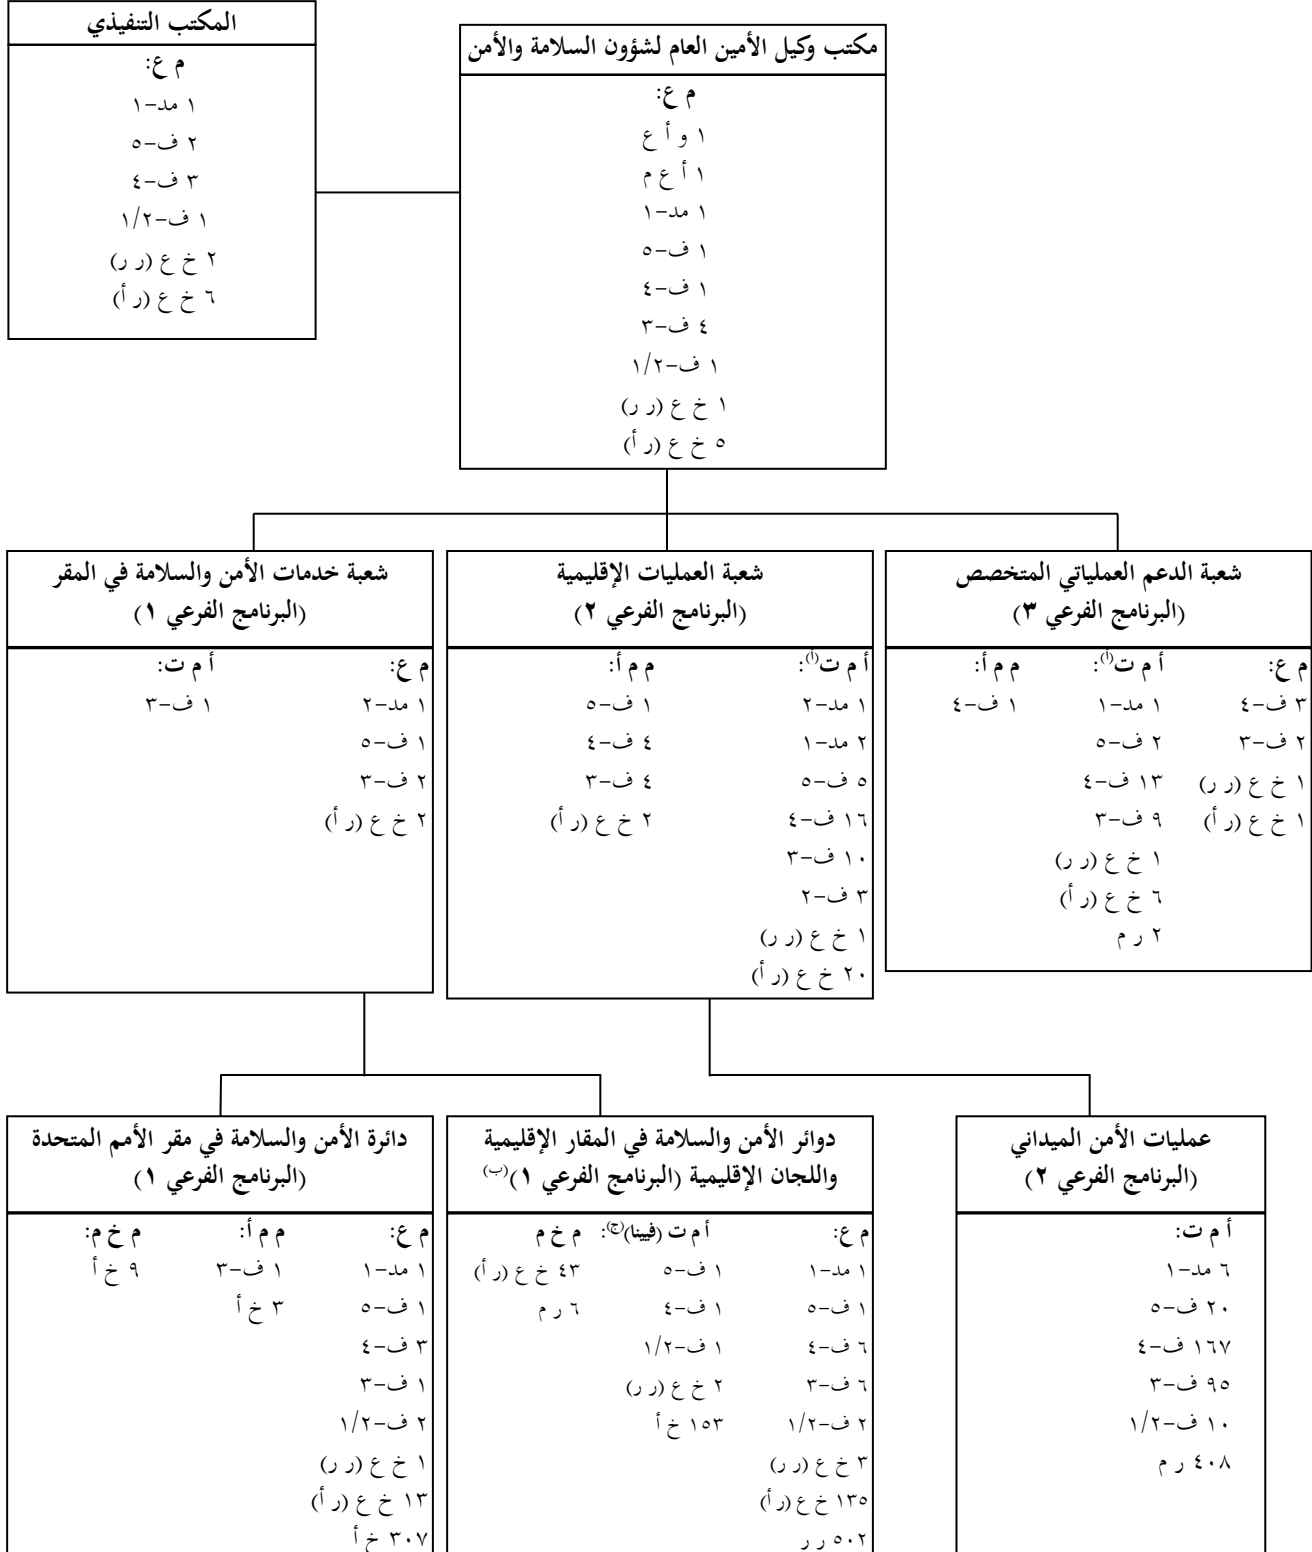 المكتب التنفيذي
م ع:
١ مد-١
٢ ف-٥
٣ ف-٤
١ ف-١/٢
٢ خ ع (ر ر)
٦ خ ع (ر أ)
مكتب وكيل الأمين العام لشؤون السلامة والأمن
م ع:
١ و أ ع
١ أ ع م
١ مد-١
١ ف-٥
١ ف-٤
٤ ف-٣
١ ف-١/٢
١ خ ع (ر ر)
٥ خ ع (ر أ)
شعبة الدعم العملياتي المتخصص
(البرنامج الفرعي ٣)
م ع:
٣ ف-٤
٢ ف-٣
١ خ ع (ر ر)
١ خ ع (ر أ)
أ م ت(أ):
١ مد-١
٢ ف-٥
١٣ ف-٤
٩ ف-٣
١ خ ع (ر ر)
٦ خ ع (ر أ)
٢ ر م
م م أ:
١ ف-٤
شعبة العمليات الإقليمية
(البرنامج الفرعي ٢)
أ م ت(أ):
١ مد-٢
٢ مد-١
٥ ف-٥
١٦ ف-٤
١٠ ف-٣
٣ ف-٢
١ خ ع (ر ر)
٢٠ خ ع (ر أ)
م م أ:
١ ف-٥
٤ ف-٤
٤ ف-٣
٢ خ ع (ر أ)
شعبة خدمات الأمن والسلامة في المقر
(البرنامج الفرعي ١)
م ع:
١ مد-٢
١ ف-٥
٢ ف-٣
٢ خ ع (ر أ)
أ م ت:
١ ف-٣
عمليات الأمن الميداني
(البرنامج الفرعي ٢)
أ م ت:
٦ مد-١
٢٠ ف-٥
١٦٧ ف-٤
٩٥ ف-٣
١٠ ف-١/٢
٤٠٨ ر م
دوائر الأمن والسلامة في المقار الإقليمية
واللجان الإقليمية (البرنامج الفرعي ١)(ب)
م ع:
١ مد-١
١ ف-٥
٦ ف-٤
٦ ف-٣
٢ ف-١/٢
٣ خ ع (ر ر)
١٣٥ خ ع (ر أ)
٥٠٢ ر ر
أ م ت (فيينا)(ج):
١ ف-٥
١ ف-٤
١ ف-١/٢
٢ خ ع (ر ر)
١٥٣ خ أ
م خ م
٤٣ خ ع (ر أ)
٦ ر م
دائرة الأمن والسلامة في مقر الأمم المتحدة
(البرنامج الفرعي ١)
م ع:
١ مد-١
١ ف-٥
٣ ف-٤
١ ف-٣
٢ ف-١/٢
١ خ ع (ر ر)
١٣ خ ع (ر أ)
٣٠٧ خ أ
م م أ:
١ ف-٣
٣ خ أ
م خ م:
٩ خ أ